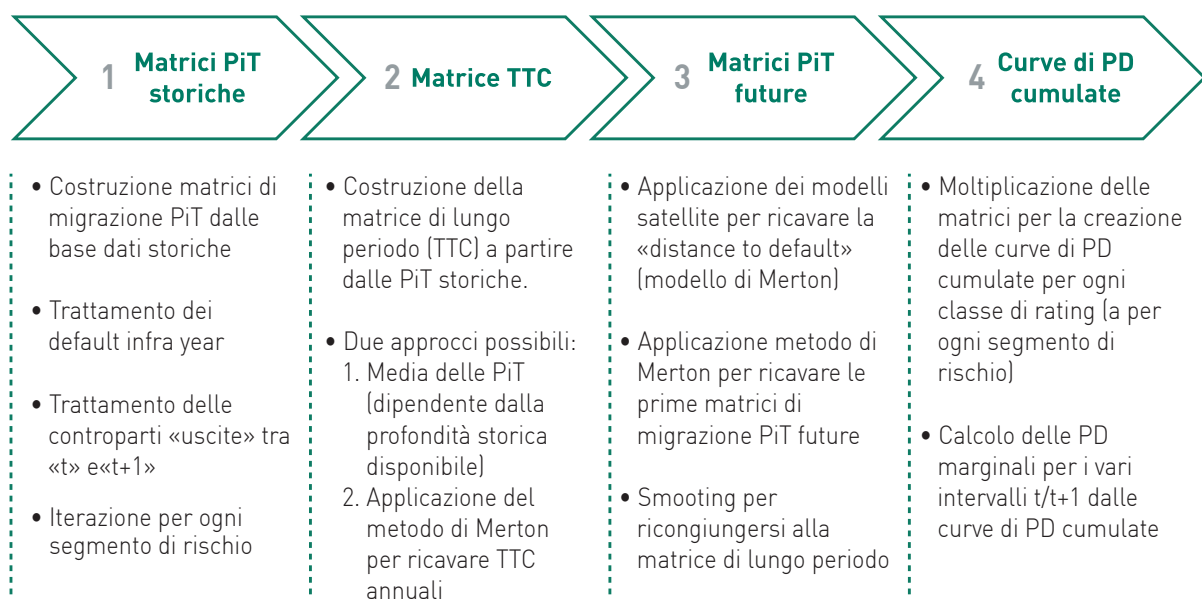 1 Matrici PiT
storiche
2 Matrice TTC
3 Matrici PiT
future
4 Curve di PD
cumulate
• Costruzione matrici di
migrazione PiT dalle
base dati storiche
• Trattamento dei
default infra year
• Trattamento delle
controparti «uscite» tra
«t» e«t+1»
• Iterazione per ogni
segmento di rischio
• Costruzione della
matrice di lungo
periodo (TTC) a partire
dalle PiT storiche.
• Due approcci possibili:
1. Media delle PiT
(dipendente dalla
profondità storica
disponibile)
2. Applicazione del
metodo di Merton
per ricavare TTC
annuali
• Applicazione dei modelli
satellite per ricavare la
«distance to default»
(modello di Merton)
• Applicazione metodo di
Merton per ricavare le
prime matrici di
migrazione PiT future
• Smooting per
ricongiungersi alla
matrice di lungo periodo
• Moltiplicazione delle
matrici per la creazione
delle curve di PD
cumulate per ogni
classe di rating (a per
ogni segmento di
rischio)
• Calcolo delle PD
marginali per i vari
intervalli t/t+1 dalle
curve di PD cumulate